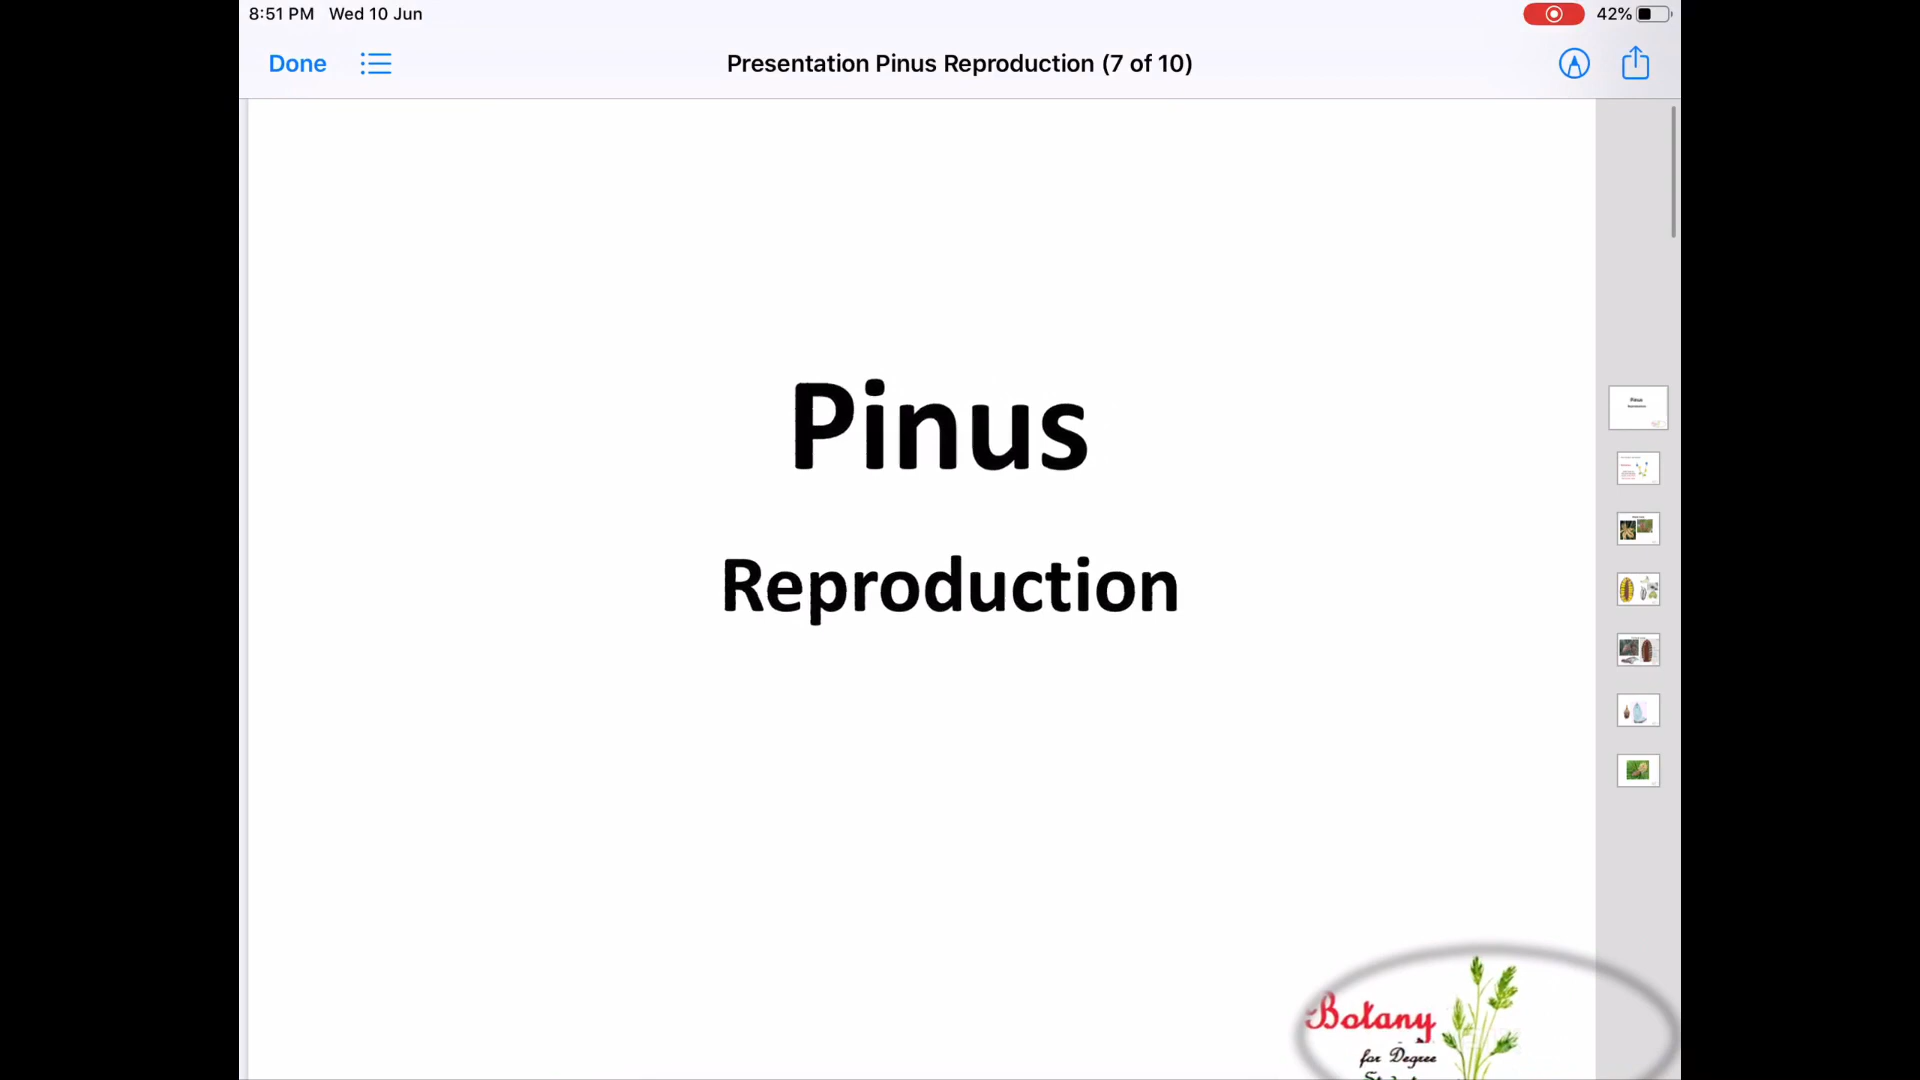 8:51 PM Wed 10 Jun
42%
Done
Presentation Pinus Reproduction (7 of 10)
Pinus
Reproduction
Botany
for Degree